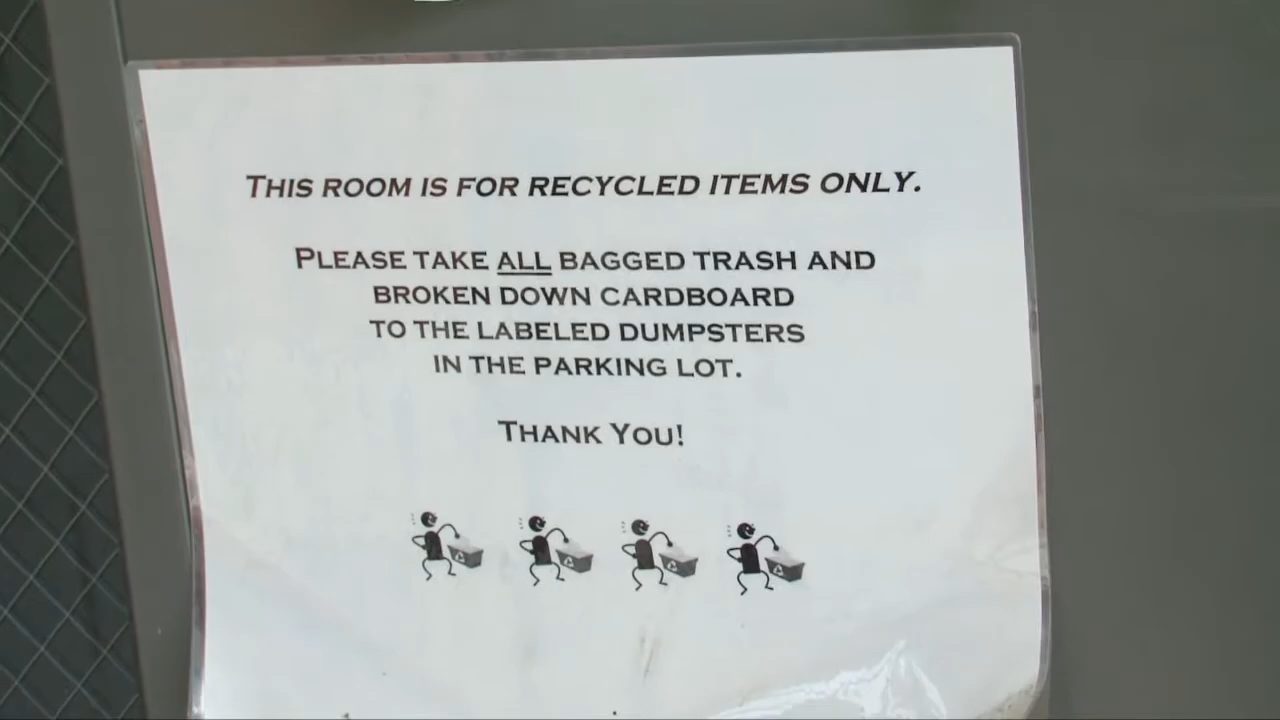 THIS ROOM IS FOR RECYCLED ITEMS ONLY.
PLEASE TAKE ALL BAGGED TRASH AND
BROKEN DOWN CARDBOARD
TO THE LABELED DUMPSTERS
IN THE PARKING LOT.
THANK YOU!